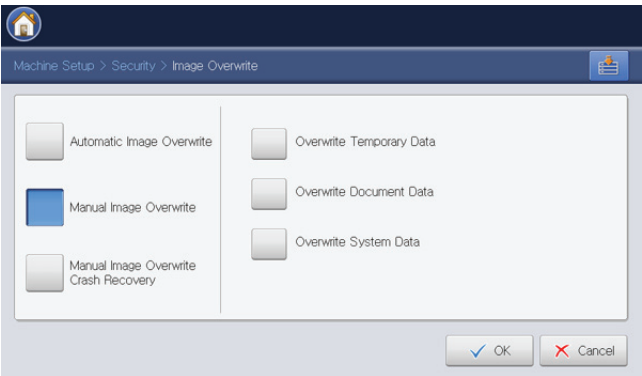 Machine Setup > Security > Image Overwrite
Automatic Image Overwrite
Manual Image Overwrite
Manual Image Overwrite
Crash Recovery
Overwrite Temporary Data
Overwrite Document Data
Overwrite System Data
OK
Cancel